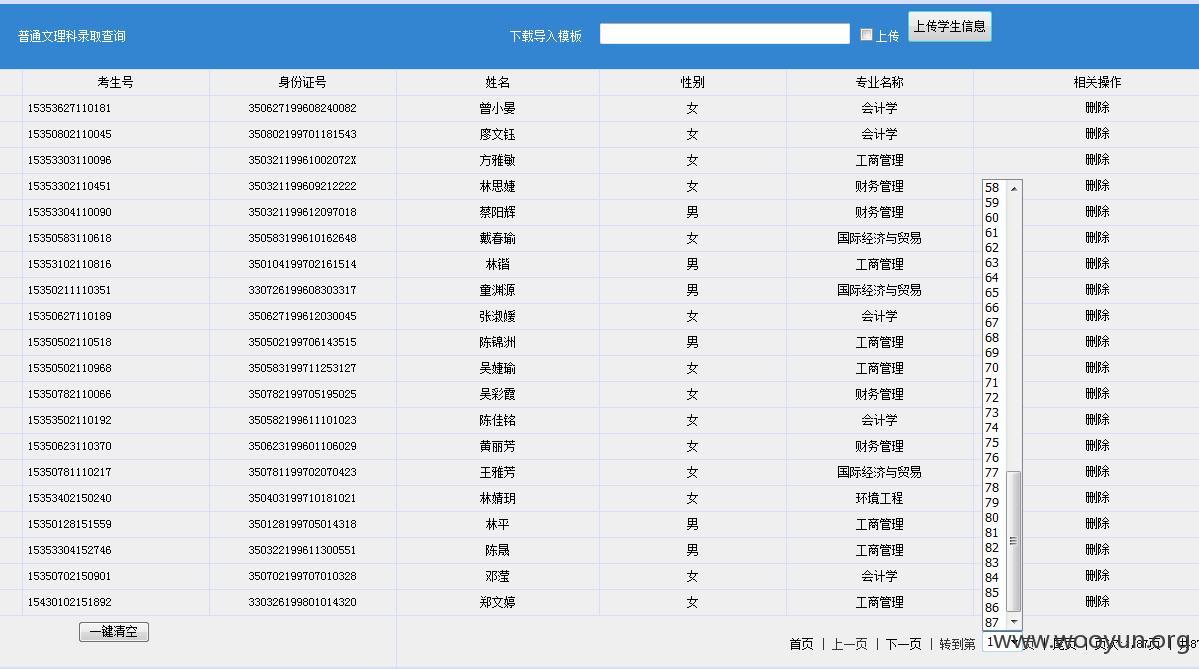 普通文理科录取查询 下载导入模板 上传 上传学生信息
考生号 身份证号 姓名 性别 专业名称 相关操作
15353627110181 350627199608240082 曾小晏 女 会计学 删除
15350802110045 350802199701181543 廖文钰 女 会计学 删除
15353303110096 35032119961002072X 方雅敏 女 工商管理 删除
15353302110451 350321199609212222 林思婕 女 财务管理 删除
15353304110090 350321199612097018 蔡阳辉 男 财务管理 删除
15350583110618 350583199610162648 戴春瑜 女 国际经济与贸易 删除
15353102110816 350104199702161514 林锴 男 工商管理 删除
15350211110351 330726199608303317 童渊源 男 国际经济与贸易 删除
15350627110189 350627199612030045 张淑媛 女 会计学 删除
15350502110518 350502199706143515 陈锦洲 男 工商管理 删除
15350502110968 350583199711253127 吴婕瑜 女 工商管理 删除
15350782110066 350782199705195025 吴彩霞 女 财务管理 删除
15353502110192 350582199611101023 陈佳铭 女 会计学 删除
15350623110370 350623199601106029 黄丽芳 女 财务管理 删除
15350781110217 350781199702070423 王雅芳 女 国际经济与贸易 删除
15353402150240 350403199710181021 林婧玥 女 环境工程 删除
15350128151559 350128199705014318 林平 男 工商管理 删除
15353304152746 350322199611300551 陈晟 男 工商管理 删除
15350702150901 350702199707010328 邓滢 女 会计学 删除
15430102151892 330326199801014320 郑文婷 女 工商管理 删除
58
59
60
61
62
63
64
65
66
67
68
69
70
71
72
73
74
75
76
77
78
79
80
81
82
83
84
85
86
87
一键清空
首页 | 上一页 | 下一页 | 转到第 1
www.wooyun.org